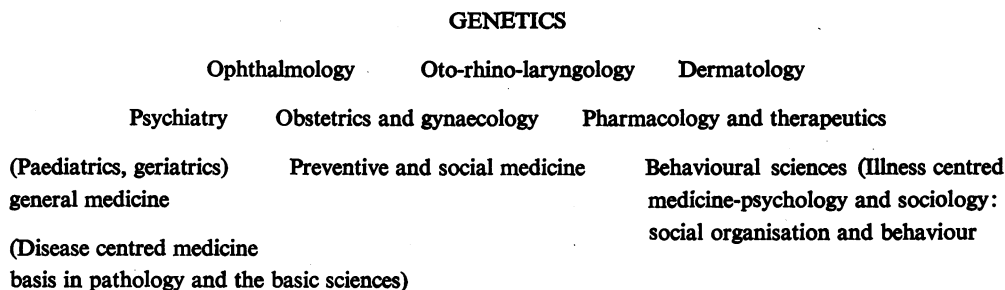 GENETICS
Ophthalmology Oto-rhino-laryngology Dermatology
Psychiatry Obstetrics and gynaecology Pharmacology and therapeutics
(Paediatrics, geriatrics) Preventive and social medicine Behavioural sciences (Illness centred
general medicine medicine-psychology and sociology:
social organisation and behaviour
(Disease centred medicine
basis in pathology and the basic sciences)